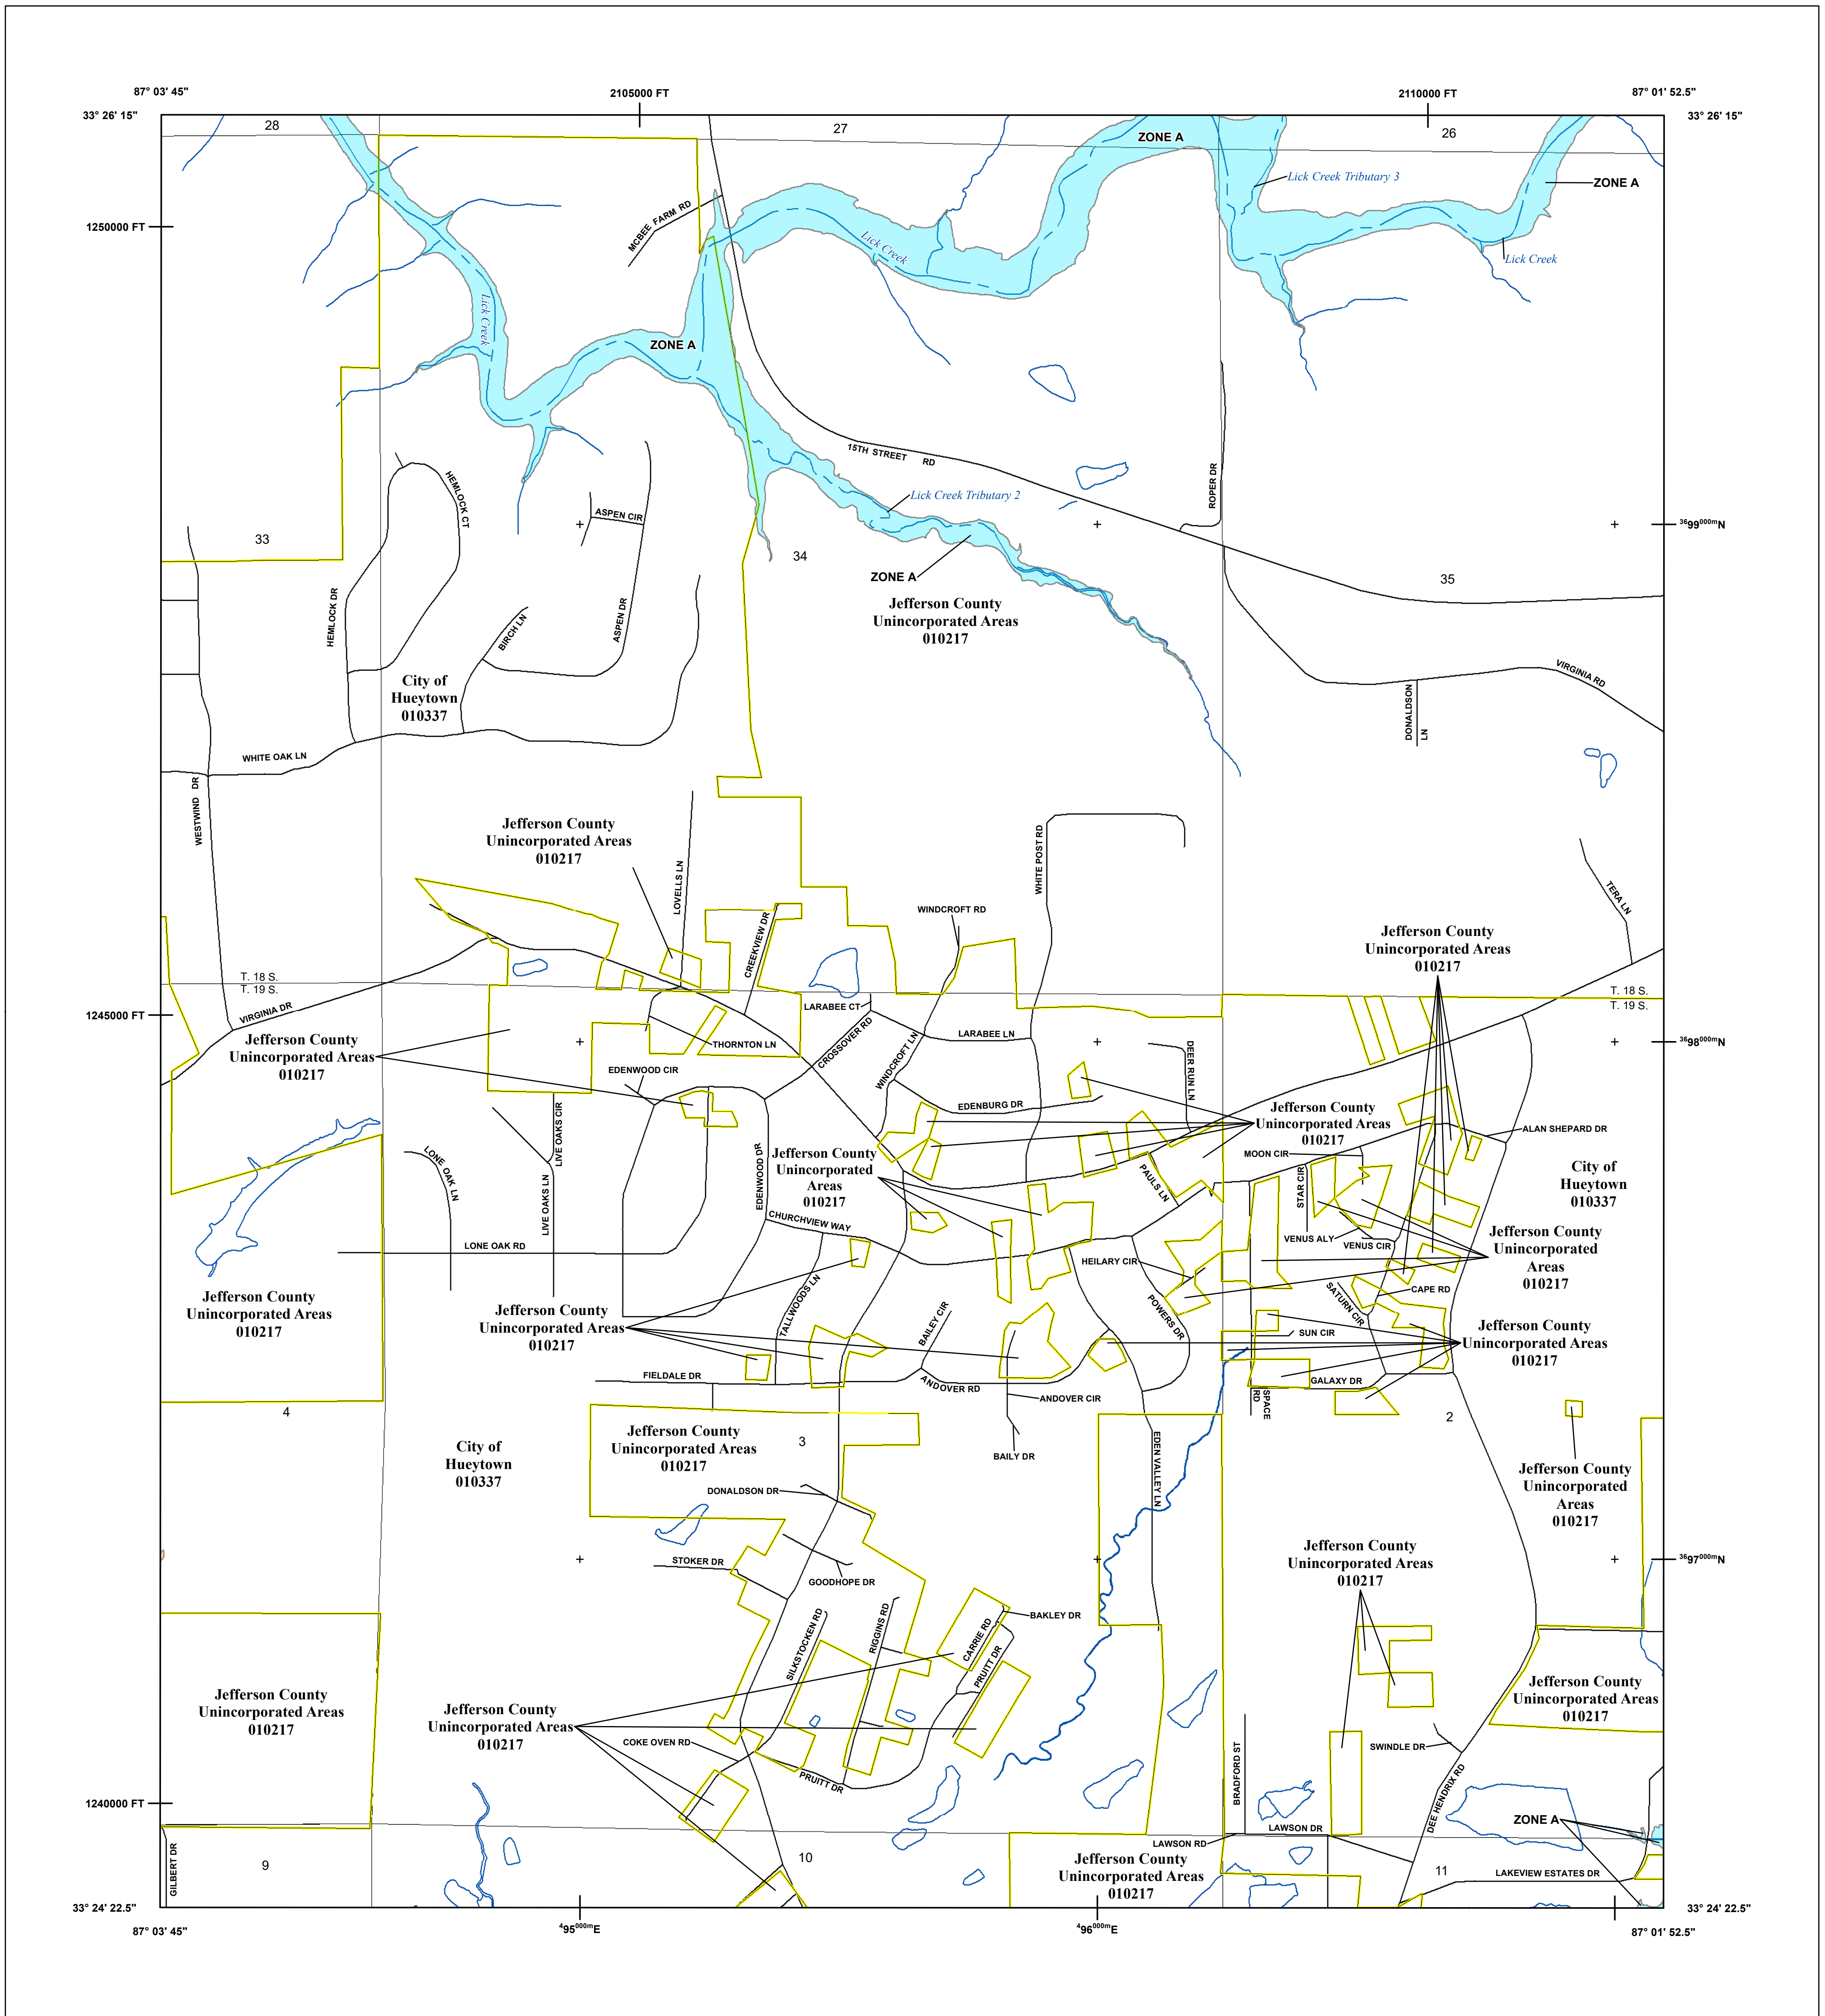 87° 03' 45"
2105000 FT
2110000 FT
87° 01' 52.5"
33° 26' 15"
33° 26' 15"
28
27
26
ZONE A
Lick Creek Tributary 3
ZONE A
MCBEE FARM RD
1250000 FT
Lick Creek
Lick Creek
Lick Creek
ZONE A
15TH STREET RD
HEMLOCK CT
ROPER DR
Lick Creek Tributary 2
ASPEN CIR
3699000mN
33
34
35
ZONE A
HEMLOCK DR
BIRCH LN
ASPEN DR
Jefferson County
Unincorporated Areas
010217
VIRGINIA RD
DONALDSON
LN
City of
Hueytown
010337
WHITE OAK LN
WESTWIND DR
Jefferson County
Unincorporated Areas
010217
WHITE POST RD
LOVELLS LN
TERA LN
WINDCROFT RD
CREEKVIEW DR
Jefferson County
Unincorporated Areas
010217
T. 18 S.
T. 19 S.
T. 18 S.
T. 19 S.
VIRGINIA DR
1245000 FT
LARABEE CT
CROSSOVER RD
LARABEE LN
THORNTON LN
Jefferson County
Unincorporated Areas
010217
3698000mN
WINDCROFT LN
DEER RUN LN
EDENWOOD CIR
EDENBURG DR
LIVE OAKS CIR
Jefferson County
Unincorporated Areas
010217
ALAN SHEPARD DR
LONE OAK LN
EDENWOOD DR
Jefferson County
Unincorporated
Areas
010217
MOON CIR
PAULS LN
STAR CIR
City of
Hueytown
010337
LIVE OAKS LN
CHURCHVIEW WAY
LONE OAK RD
VENUS ALY
VENUS CIR
Jefferson County
Unincorporated
Areas
010217
HEILARY CIR
TALLWOODS LN
POWERS DR
SATURN CIR
CAPE RD
Jefferson County
Unincorporated Areas
010217
Jefferson County
Unincorporated Areas
010217
BAILEY CIR
SUN CIR
Jefferson County
Unincorporated Areas
010217
FIELDALE DR
ANDOVER RD
ANDOVER CIR
GALAXY DR
SPACE
RD
4
3
2
Jefferson County
Unincorporated Areas
010217
City of
Hueytown
010337
BAILY DR
EDEN VALLEY LN
Jefferson County
Unincorporated
Areas
010217
DONALDSON DR
STOKER DR
GOODHOPE DR
Jefferson County
Unincorporated Areas
010217
3697000mN
SILKSTOCKEN RD
RIGGINS RD
CARRIE RD
BAKLEY DR
PRUITT DR
Jefferson County
Unincorporated Areas
010217
Jefferson County
Unincorporated Areas
010217
Jefferson County
Unincorporated Areas
010217
COKE OVEN RD
PRUITT DR
BRADFORD ST
SWINDLE DR
DEE HENDRIX RD
1240000 FT
ZONE A
LAWSON DR
LAWSON RD
GILBERT DR
9
10
Jefferson County
Unincorporated Areas
010217
11
LAKEVIEW ESTATES DR
33° 24' 22.5"
33° 24' 22.5"
87° 03' 45"
495000mE
496000mE
87° 01' 52.5"